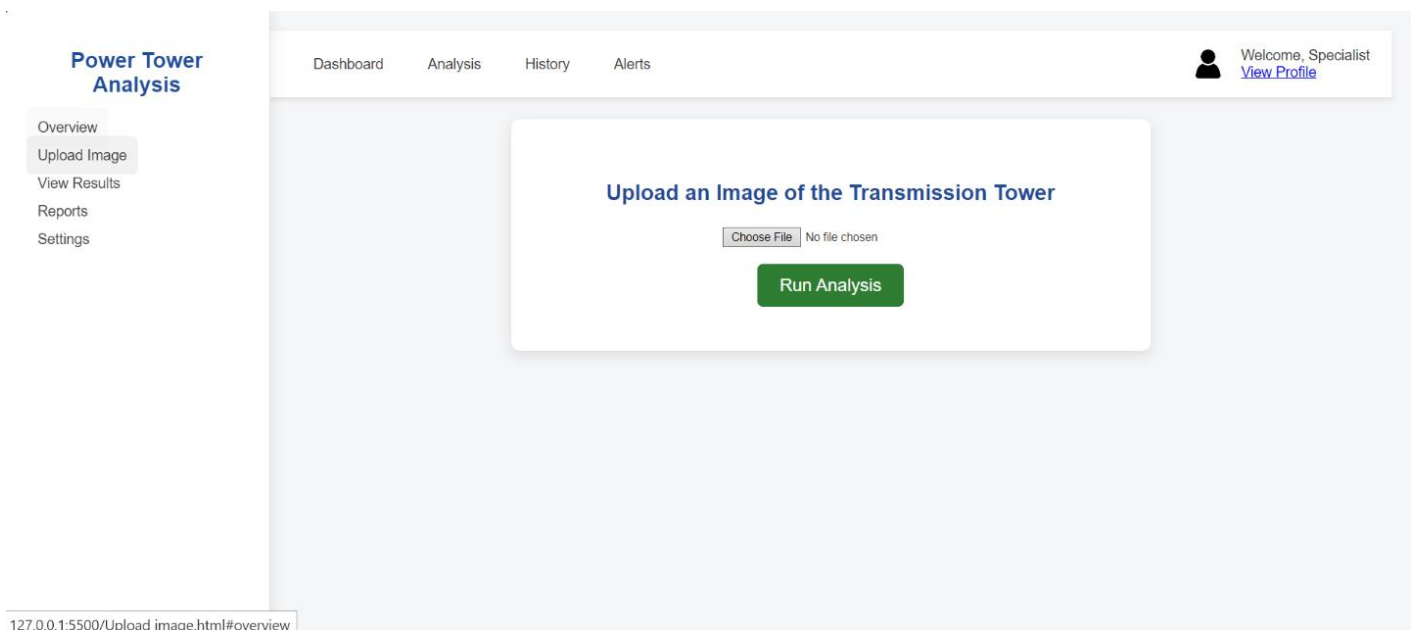 Power Tower
Analysis
Overview
Upload Image
View Results
Reports
Settings
Dashboard Analysis History Alerts
Welcome, Specialist
View Profile
Upload an Image of the Transmission Tower
Choose File No file chosen
Run Analysis
127.0.0.1:5500/Upload image.html#overview